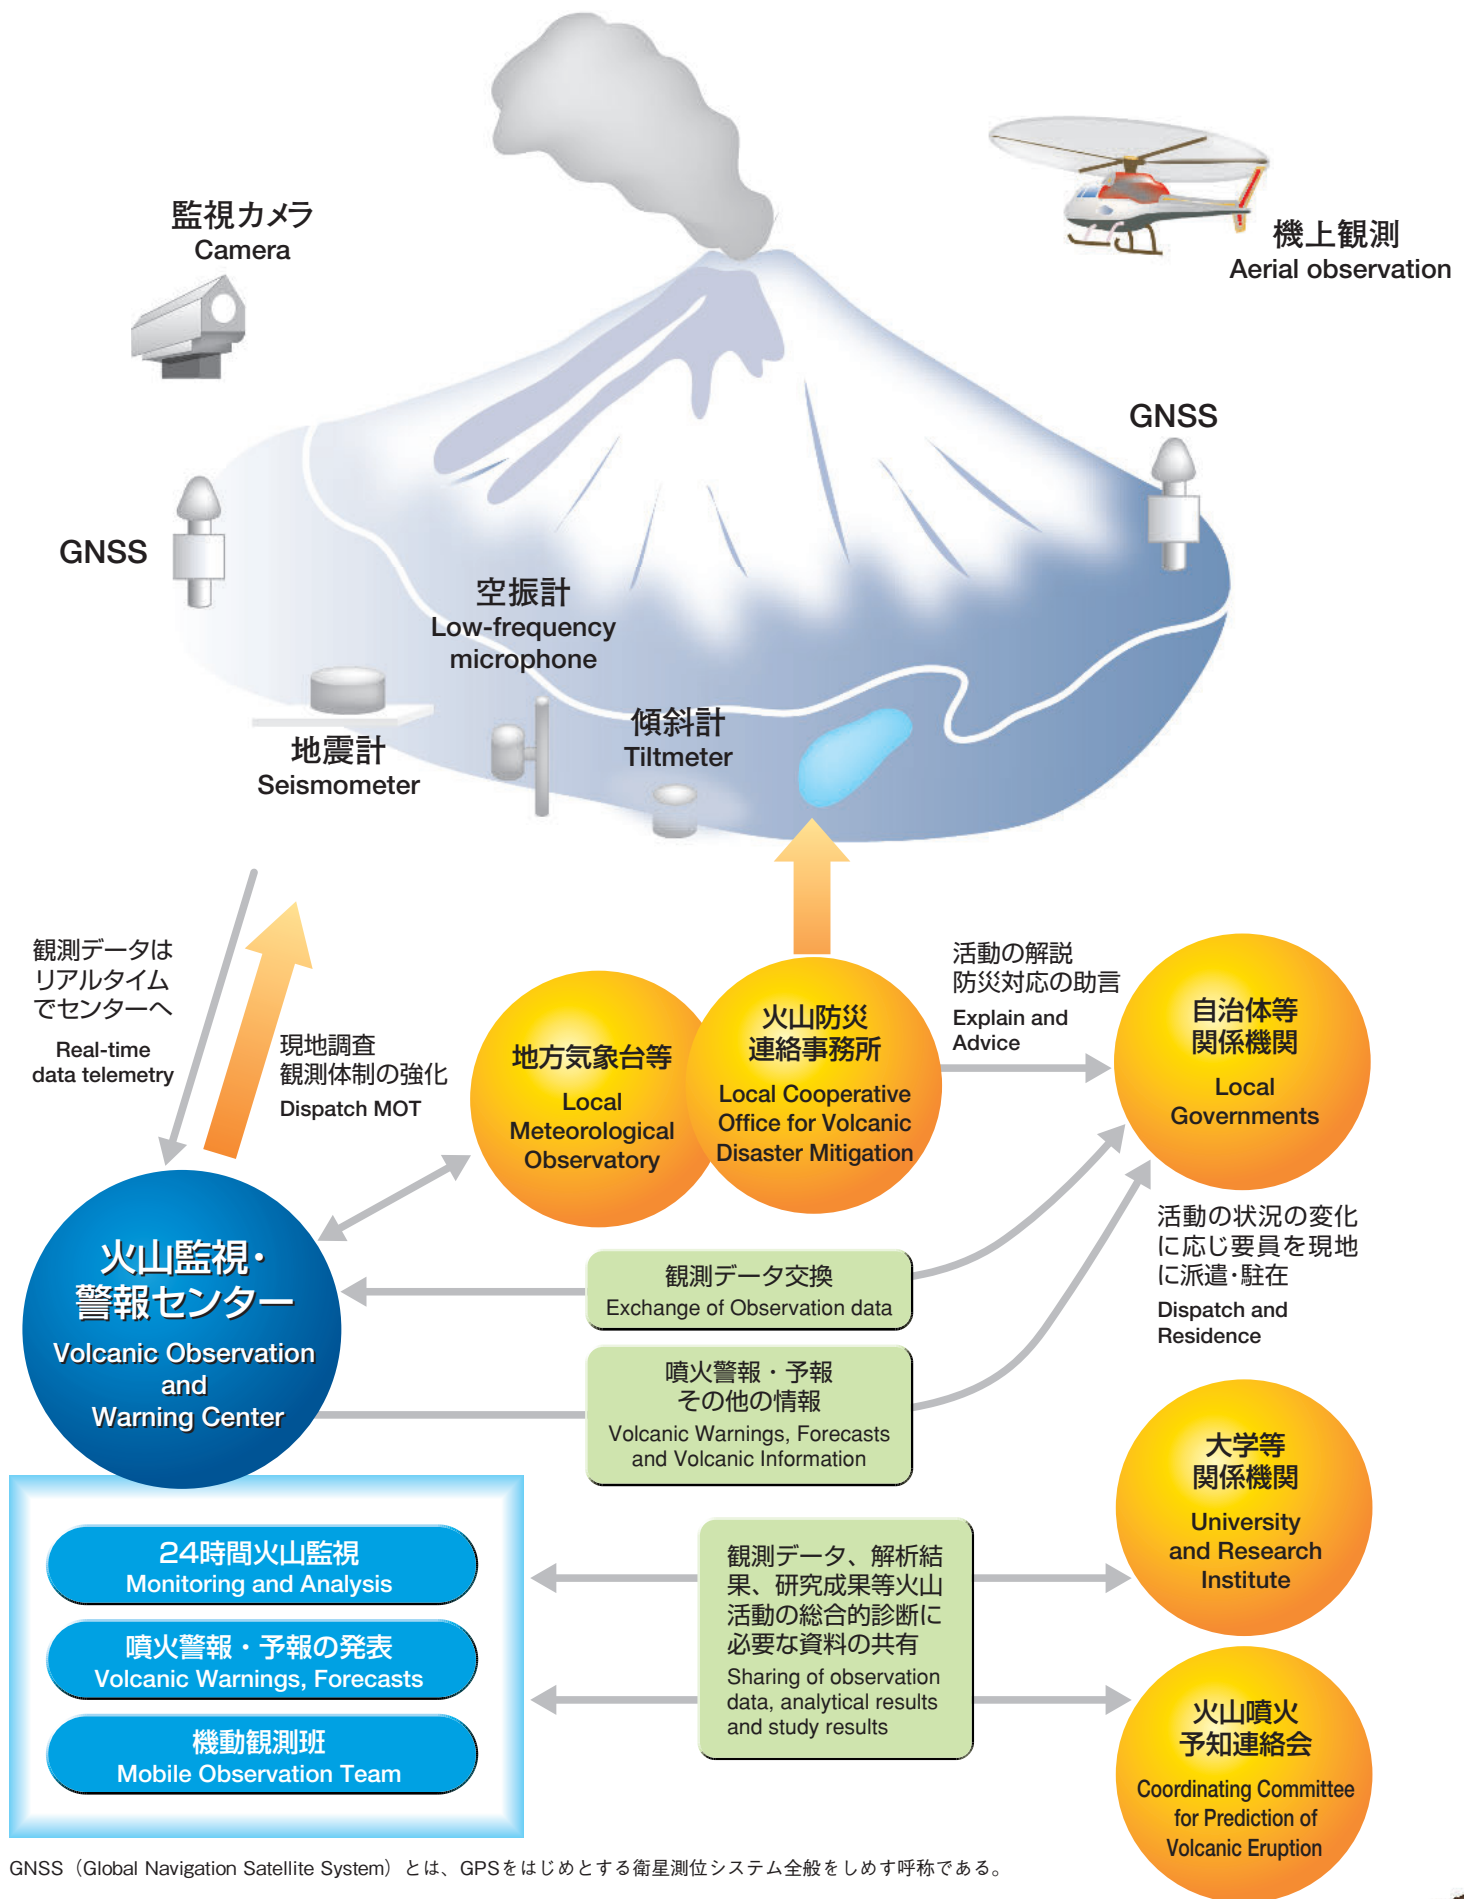 監視カメラ
Camera
機上観測
Aerial observation
GNSS
GNSS
空振計
Low-frequency
microphone
地震計
Seismometer
傾斜計
Tiltmeter
観測データは
リアルタイム
でセンターへ
Real-time
data telemetry
現地調査
観測体制の強化
Dispatch MOT
地方気象台等
Local
Meteorological
Observatory
火山防災
連絡事務所
Local Cooperative
Office for Volcanic
Disaster Mitigation
活動の解説
防災対応の助言
Explain and
Advice
自治体等
関係機関
Local
Governments
活動の状況の変化
に応じ要員を現地
に派遣・駐在
Dispatch and
Residence
火山監視・
警報センター
Volcanic Observation
and
Warning Center
観測データ交換
Exchange of Observation data
噴火警報・予報
その他の情報
Volcanic Warnings, Forecasts
and Volcanic Information
大学等
関係機関
University
and Research
Institute
24時間火山監視
Monitoring and Analysis
噴火警報・予報の発表
Volcanic Warnings, Forecasts
機動観測班
Mobile Observation Team
観測データ、解析結
果、研究成果等火山
活動の総合的診断に
必要な資料の共有
Sharing of observation
data, analytical results
and study results
火山噴火
予知連絡会
Coordinating Committee
for Prediction of
Volcanic Eruption
GNSS（Global Navigation Satellite System）とは、GPSをはじめとする衛星測位システム全般をしめす呼称である。